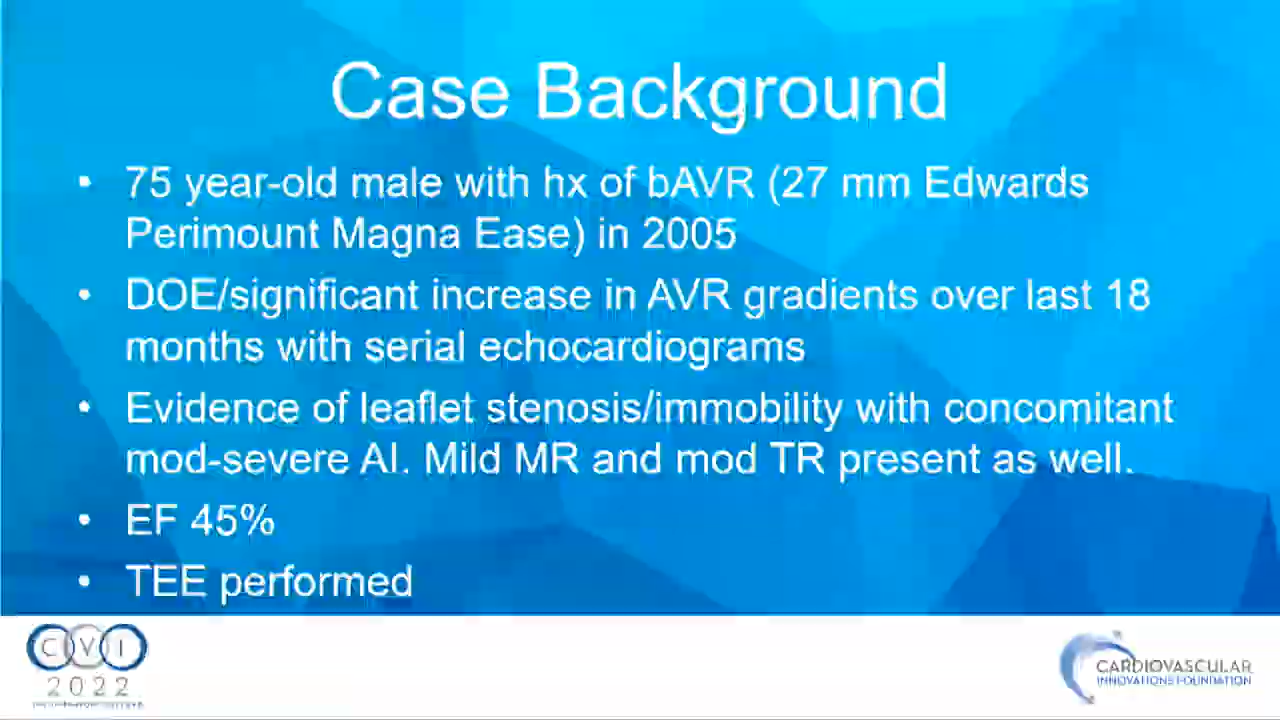 Case Background
• 75 year-old male with hx of bAVR (27 mm Edwards
Perimount Magna Ease) in 2005
• DOE/significant increase in AVR gradients over last 18
months with serial echocardiograms
• Evidence of leaflet stenosis/immobility with concomitant
mod-severe AI. Mild MR and mod TR present as well.
• EF 45%
• TEE performed
CVI
2022
CARDIOVASCULAR
INNOVATIONS FOUNDATION